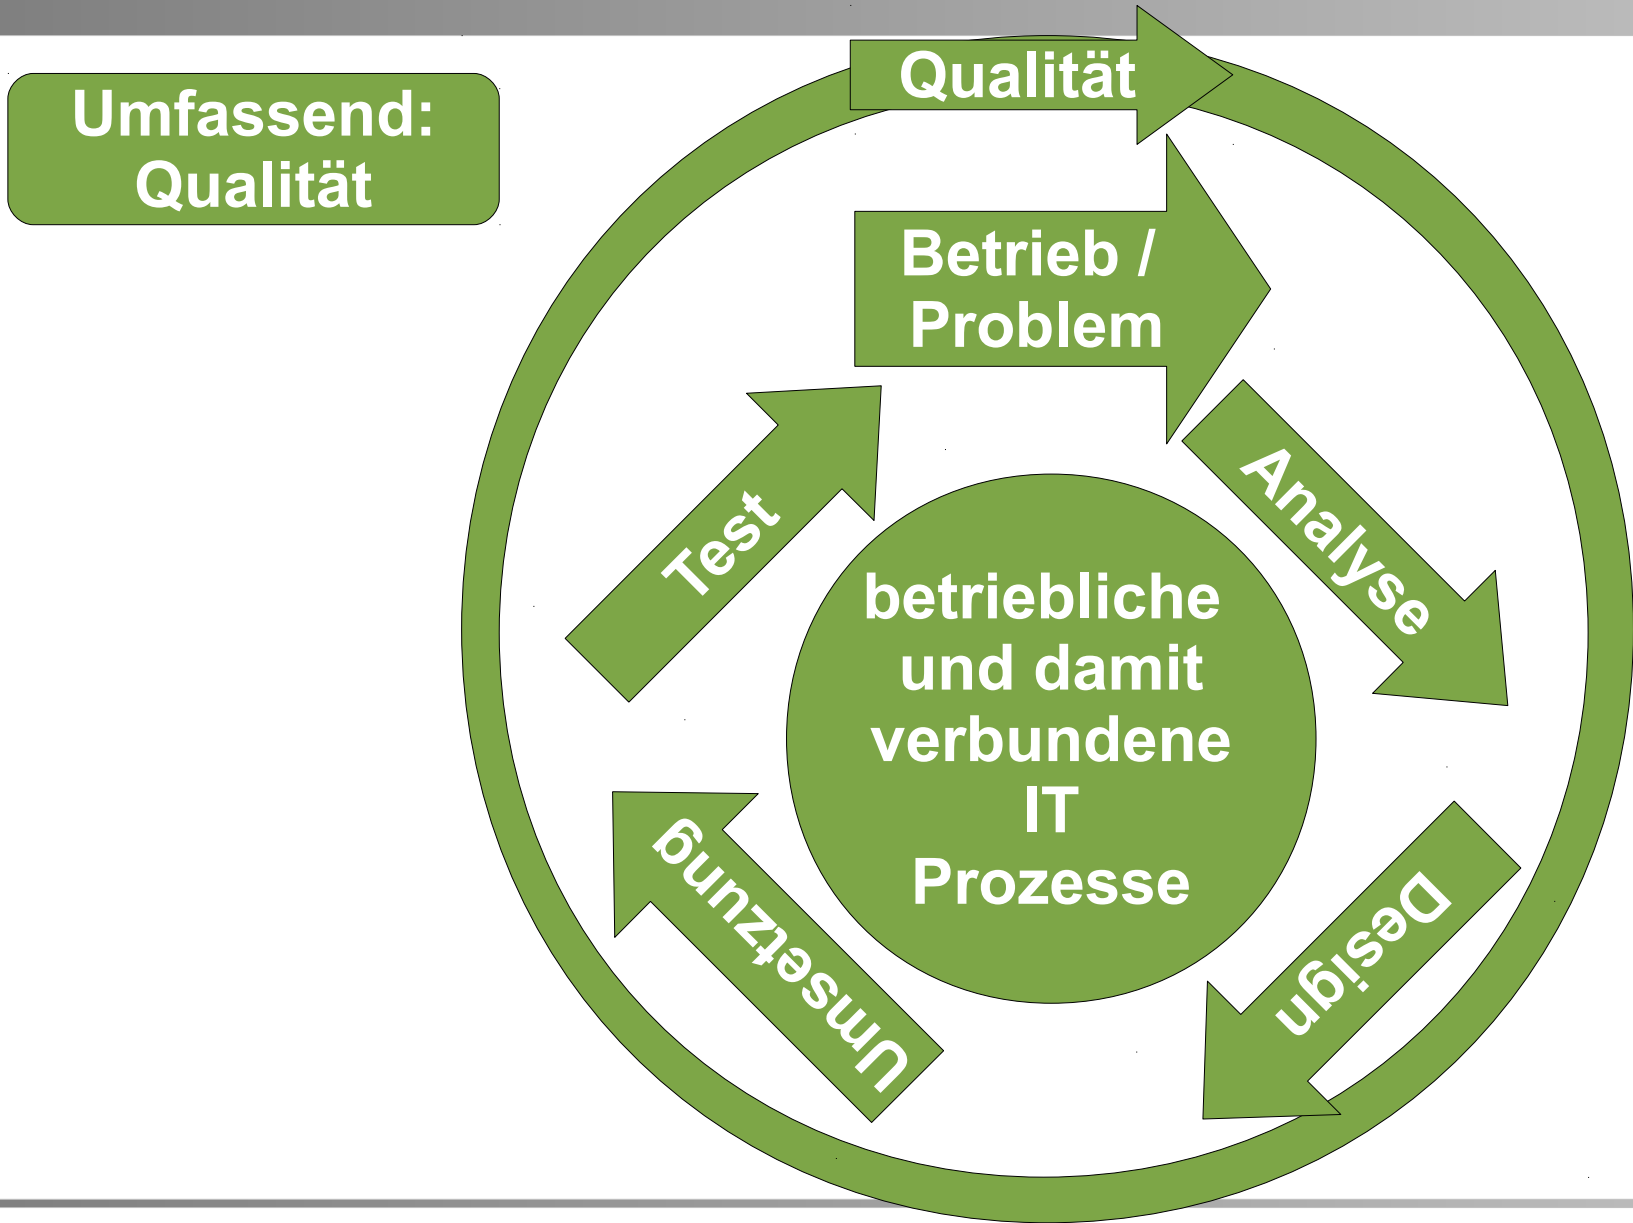 Umfassend:
Qualität
Qualität
Betrieb /
Problem
Analyse
Design
Umsetzung
Test
betriebliche
und damit
verbundene
IT
Prozesse